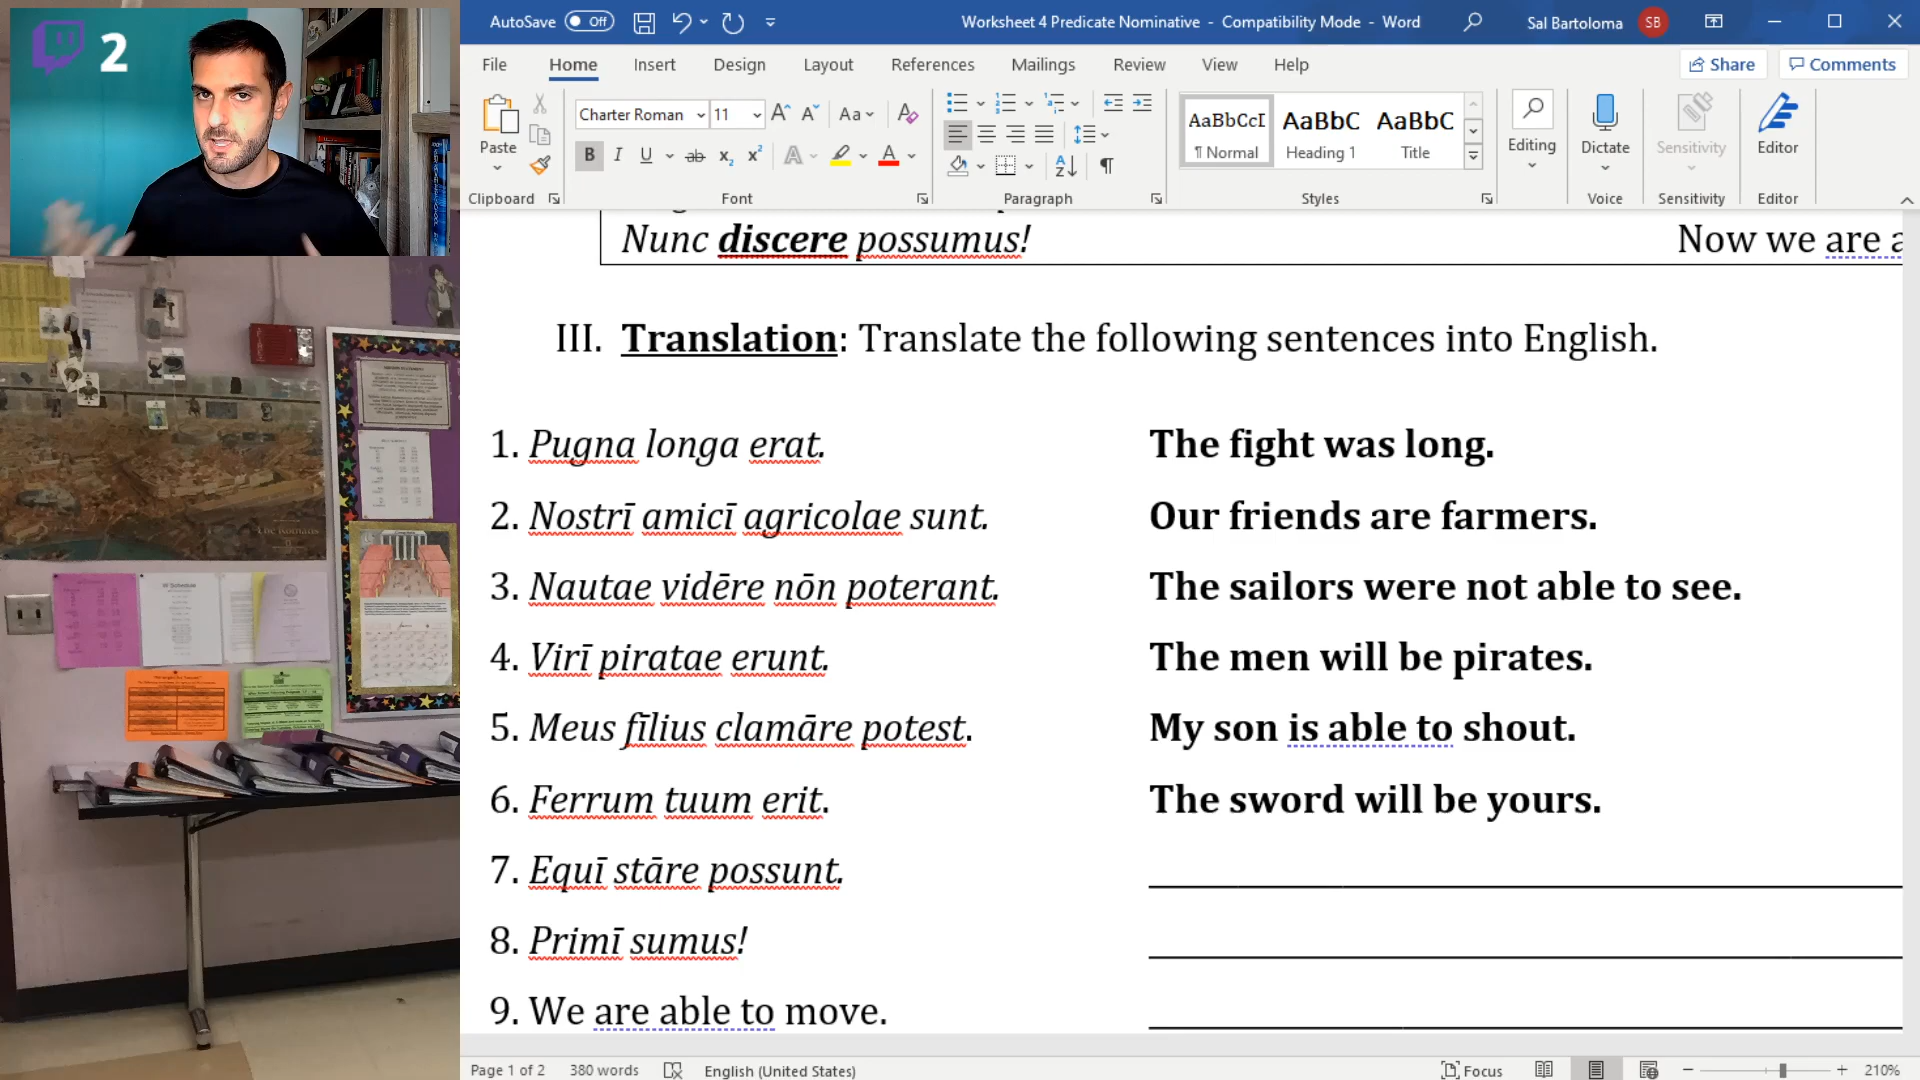 2
AutoSave Off
Worksheet 4 Predicate Nominative - Compatibility Mode - Word
Sal Bartoloma SB
File Home Insert Design Layout References Mailings Review View Help
Share Comments
Charter Roman 11
AaBbCcI AaBbC AaBbC
¶ Normal Heading 1 Title
Paste
Editing Dictate Sensitivity Editor
Clipboard Font Paragraph Styles Voice Sensitivity Editor
Nunc discere possumus! Now we are a
III. Translation: Translate the following sentences into English.
1. Pugna longa erat. The fight was long.
2. Nostrī amicī agricolae sunt. Our friends are farmers.
3. Nautae vidēre nōn poterant. The sailors were not able to see.
4. Virī piratae erunt. The men will be pirates.
5. Meus fīlius clamāre potest. My son is able to shout.
6. Ferrum tuum erit. The sword will be yours.
7. Equī stāre possunt.
8. Primī sumus!
9. We are able to move.
Page 1 of 2 380 words English (United States) Focus 210%
The Romans